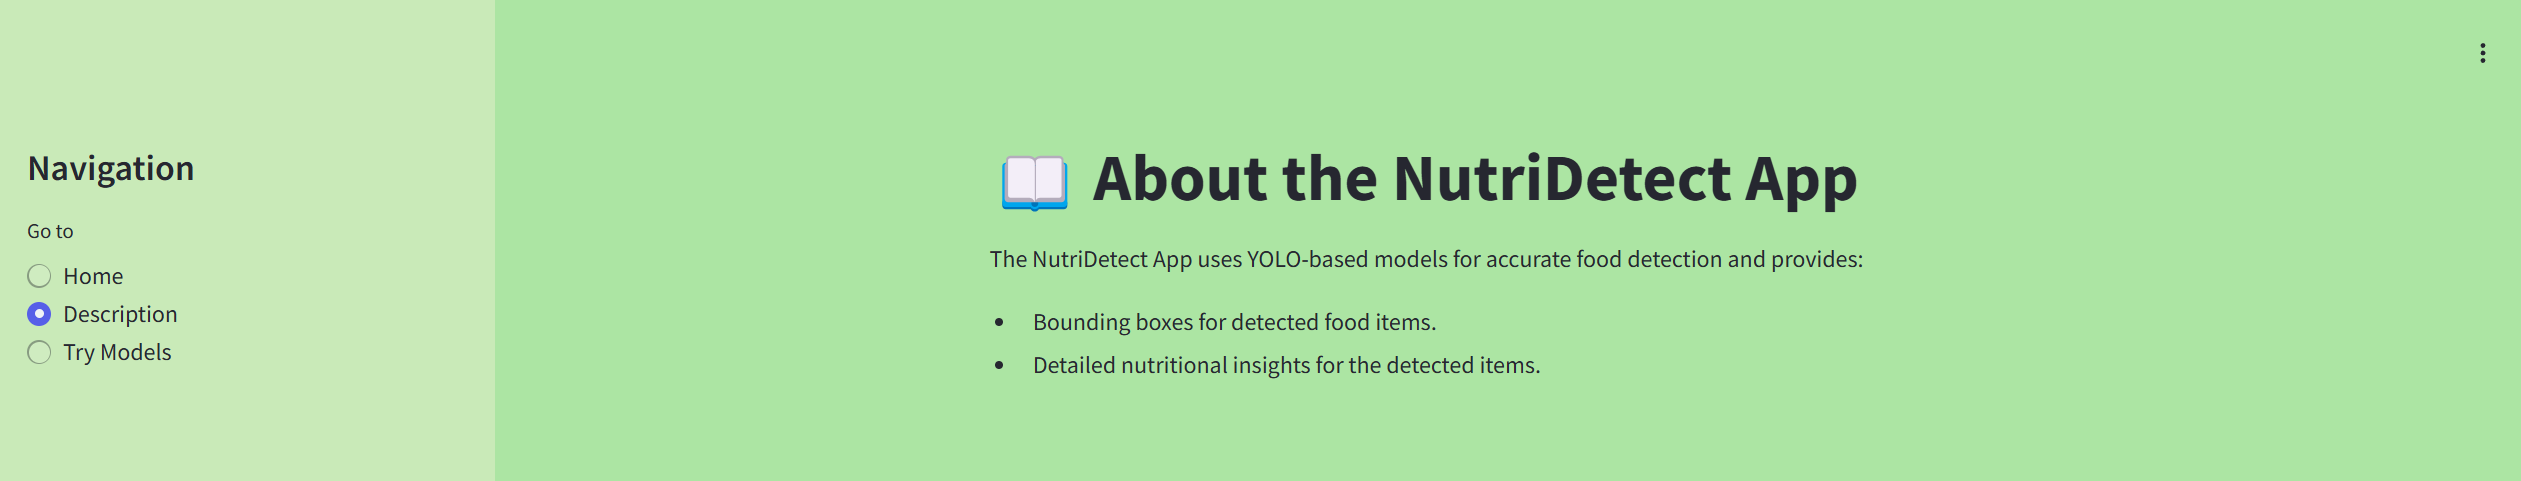 Navigation
Go to
Home
Description
Try Models
About the NutriDetect App
The NutriDetect App uses YOLO-based models for accurate food detection and provides:
Bounding boxes for detected food items.
Detailed nutritional insights for the detected items.